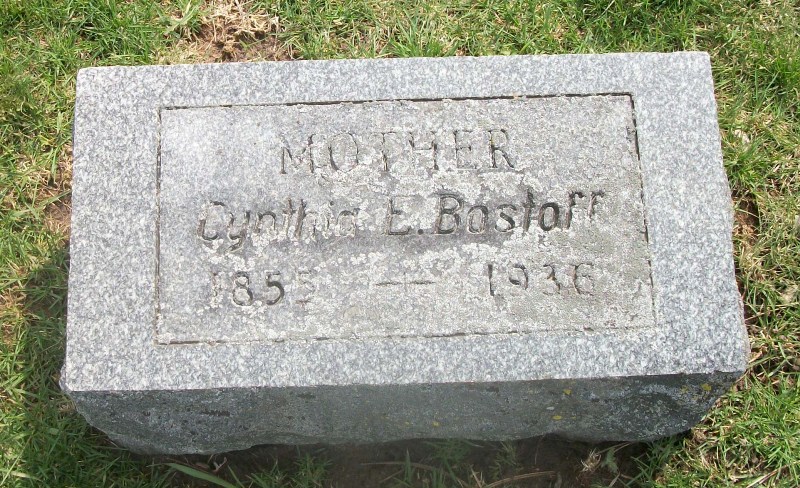 MOTHER
Cynthia E. Bostoff
1855 — 1936